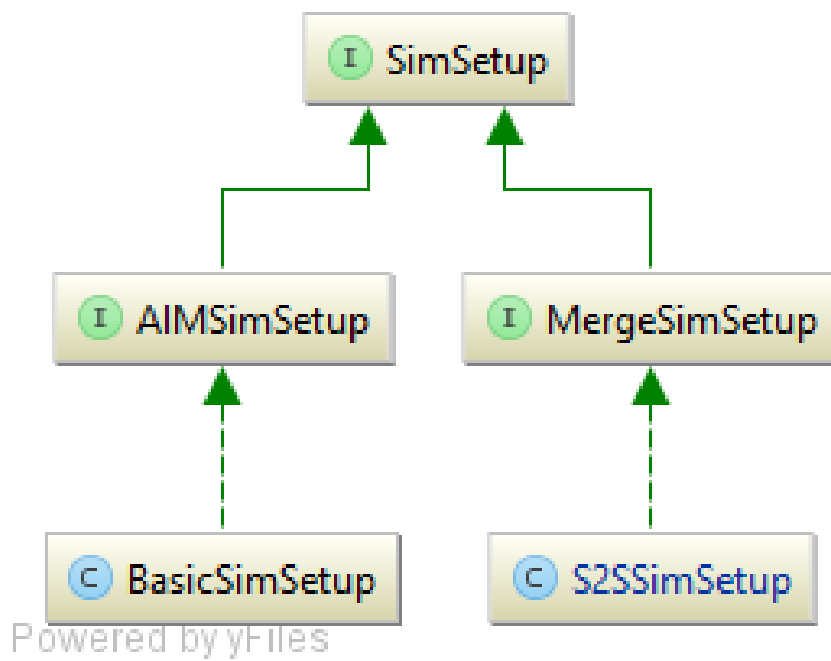 I SimSetup
I AIMSimSetup
I MergeSimSetup
C BasicSimSetup
C S2SSimSetup
Powered by yFiles